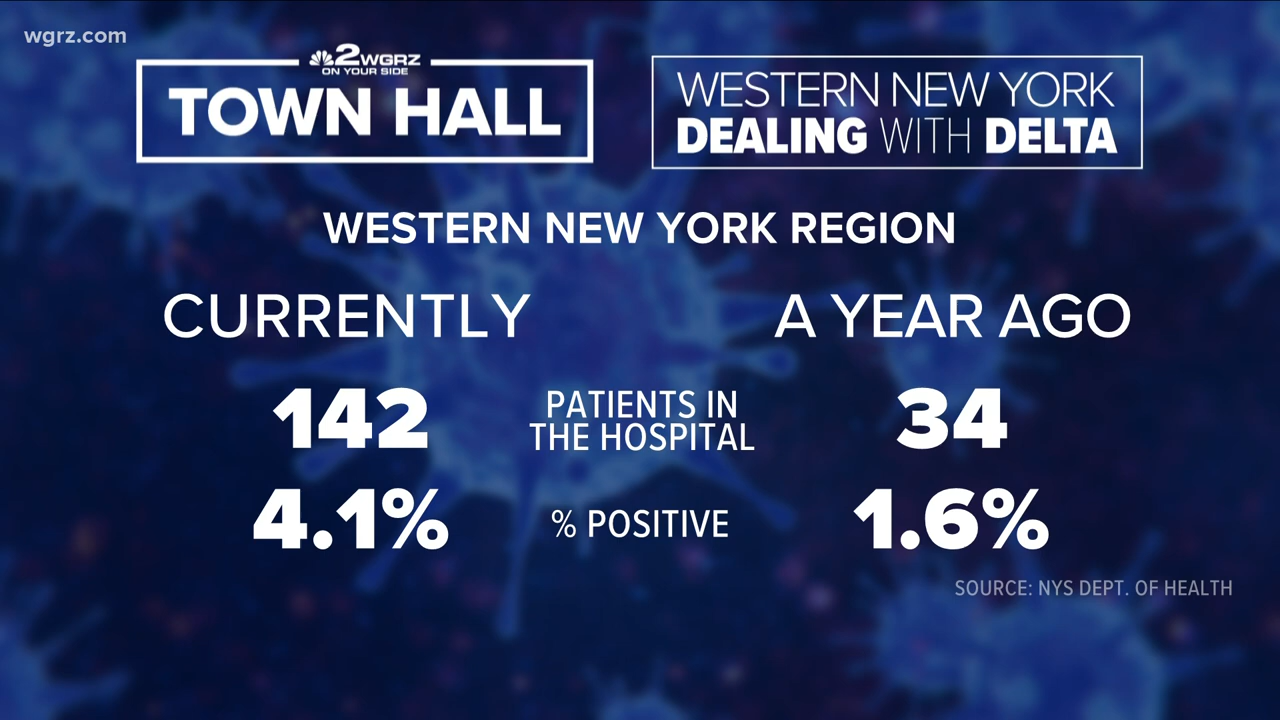 wgrz.com
2 WGRZ
ON YOUR SIDE
TOWN HALL
WESTERN NEW YORK
DEALING WITH DELTA
WESTERN NEW YORK REGION
CURRENTLY
A YEAR AGO
142
PATIENTS IN
THE HOSPITAL
34
4.1%
% POSITIVE
1.6%
SOURCE: NYS DEPT. OF HEALTH